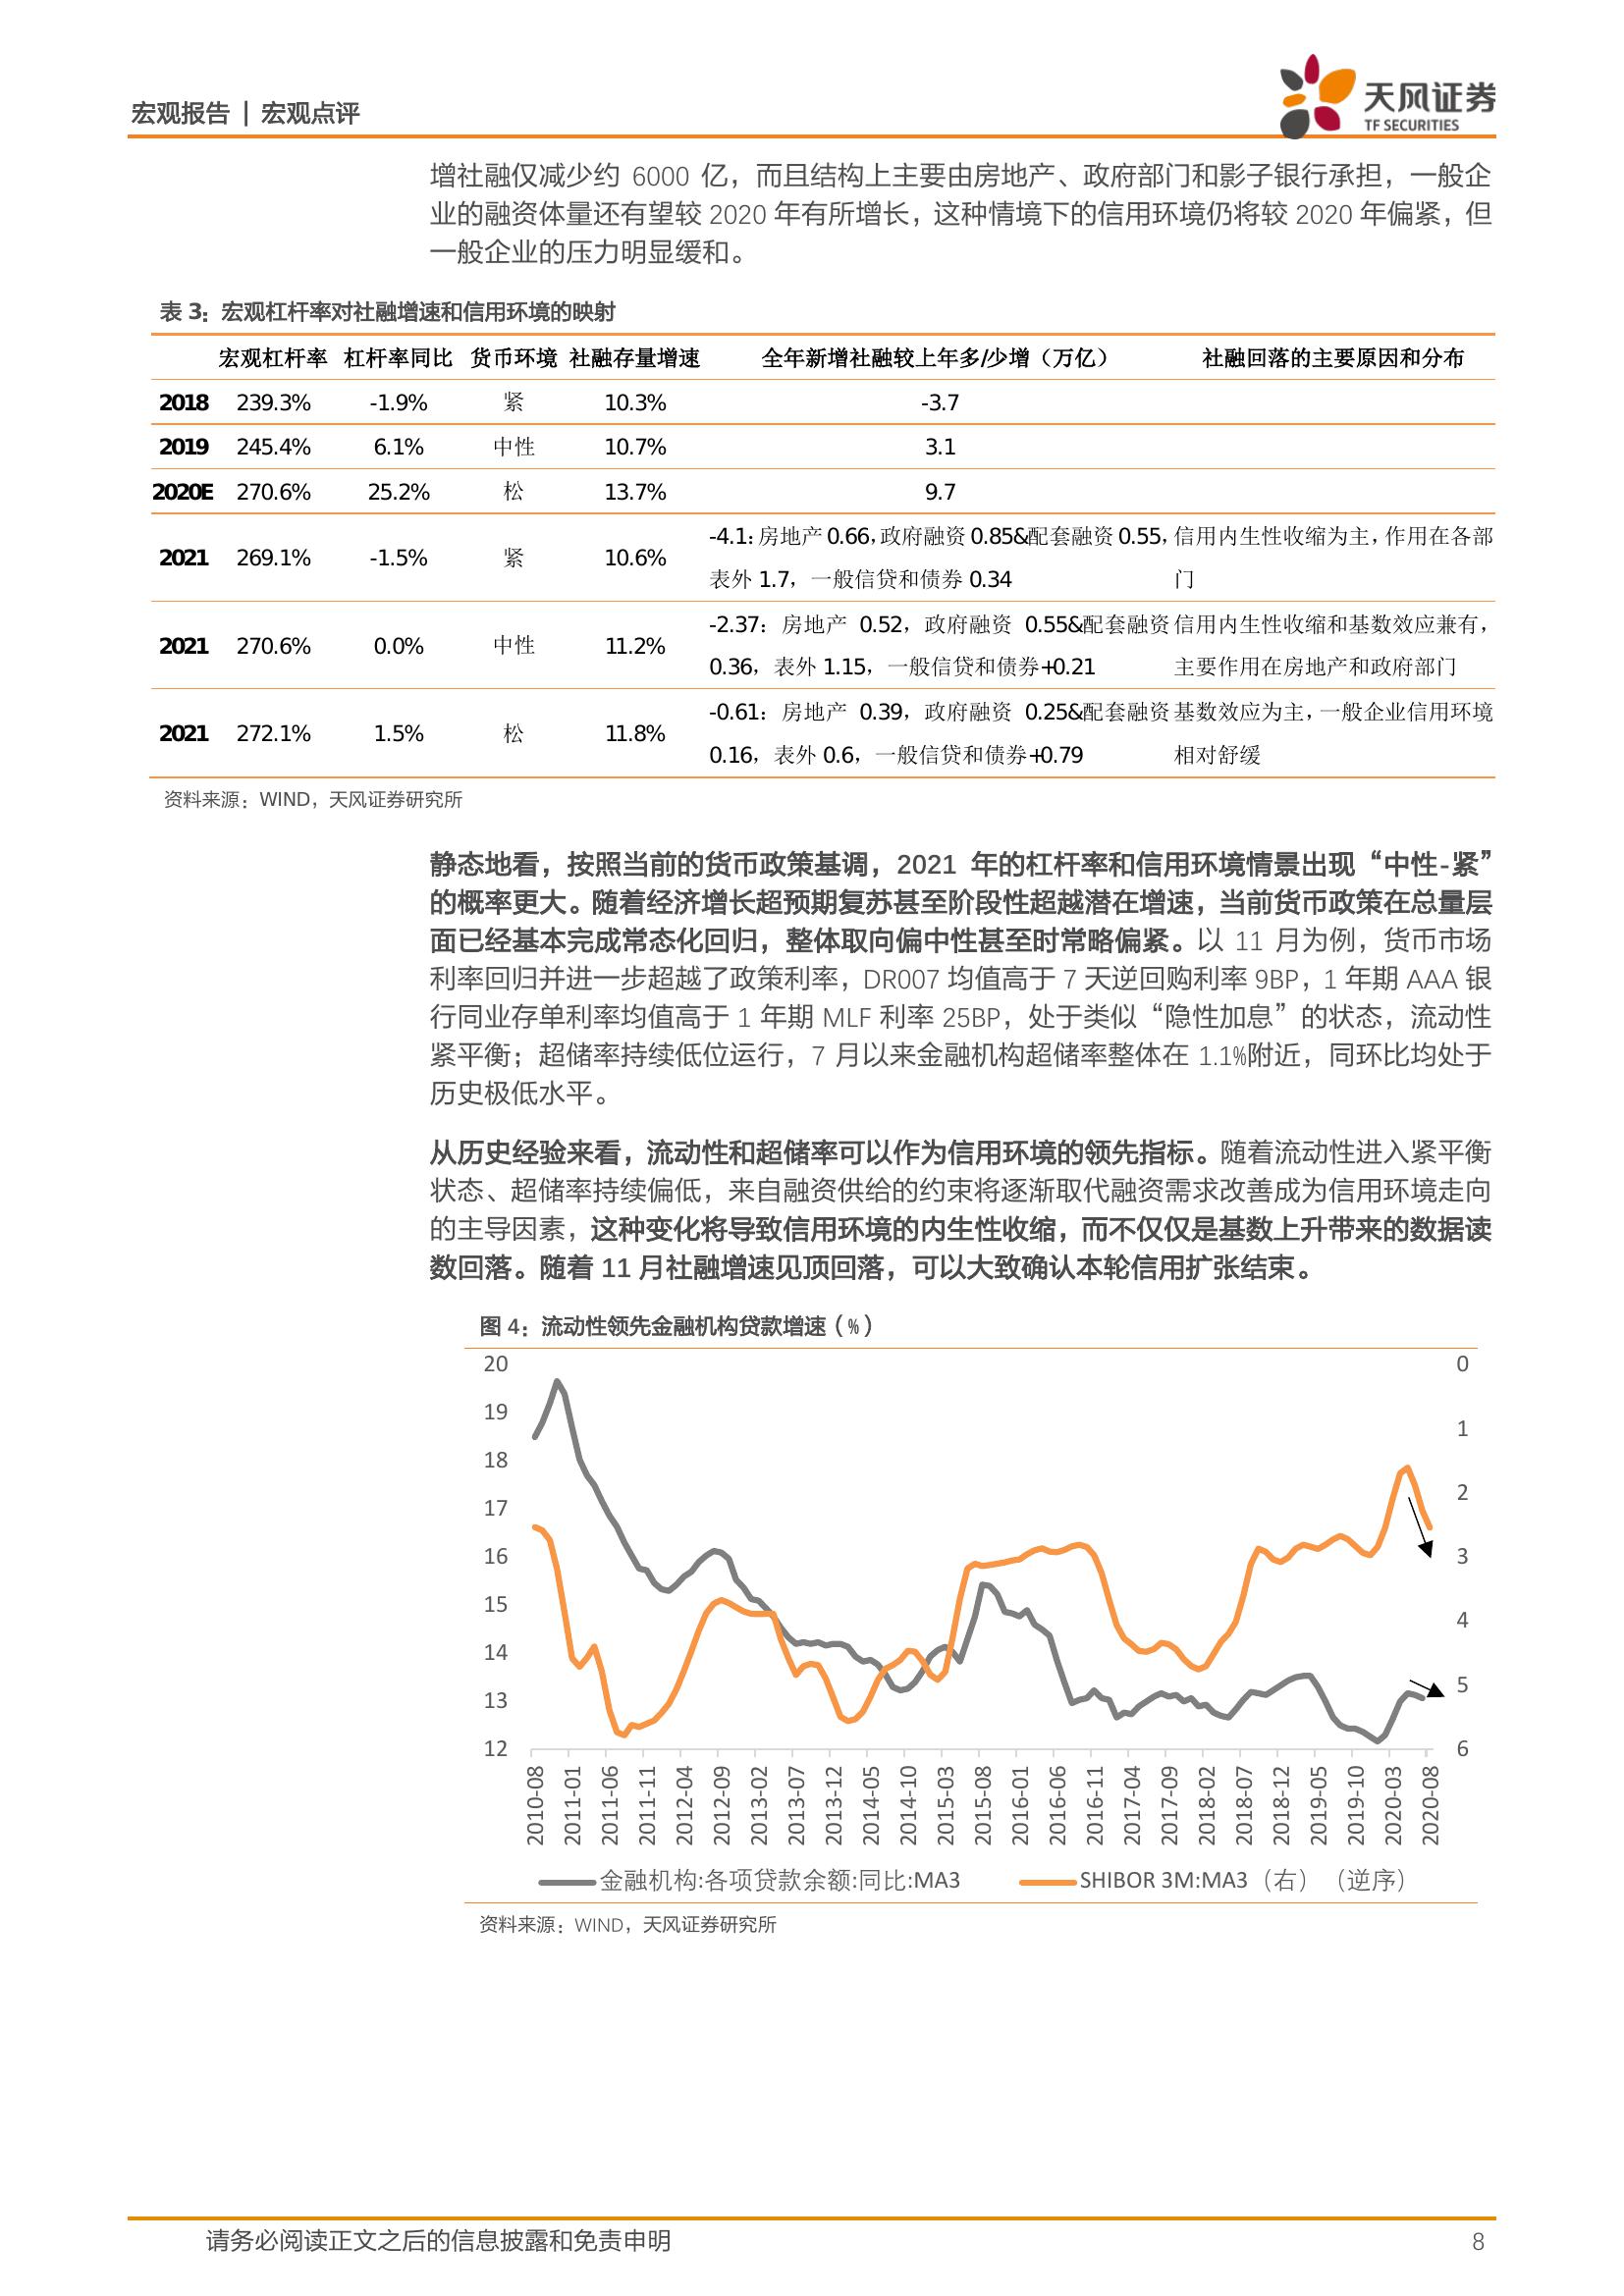 宏观报告 | 宏观点评
天风证券
TF SECURITIES
增社融仅减少约 6000 亿，而且结构上主要由房地产、政府部门和影子银行承担，一般企
业的融资体量还有望较 2020 年有所增长，这种情境下的信用环境仍将较 2020 年偏紧，但
一般企业的压力明显缓和。
表 3：宏观杠杆率对社融增速和信用环境的映射
宏观杠杆率 杠杆率同比 货币环境 社融存量增速 全年新增社融较上年多/少增（万亿） 社融回落的主要原因和分布
2018 239.3% -1.9% 紧 10.3% -3.7
2019 245.4% 6.1% 中性 10.7% 3.1
2020E 270.6% 25.2% 松 13.7% 9.7
2021 269.1% -1.5% 紧 10.6% -4.1：房地产 0.66，政府融资 0.85&配套融资 0.55， 信用内生性收缩为主，作用在各部
表外 1.7，一般信贷和债券 0.34 门
2021 270.6% 0.0% 中性 11.2% -2.37：房地产 0.52，政府融资 0.55&配套融资 信用内生性收缩和基数效应兼有，
0.36，表外 1.15，一般信贷和债券+0.21 主要作用在房地产和政府部门
2021 272.1% 1.5% 松 11.8% -0.61：房地产 0.39，政府融资 0.25&配套融资 基数效应为主，一般企业信用环境
0.16，表外 0.6，一般信贷和债券+0.79 相对舒缓
资料来源：WIND，天风证券研究所
静态地看，按照当前的货币政策基调，2021 年的杠杆率和信用环境情景出现“中性-紧”
的概率更大。随着经济增长超预期复苏甚至阶段性超越潜在增速，当前货币政策在总量层
面已经基本完成常态化回归，整体取向偏中性甚至时常略偏紧。以 11 月为例，货币市场
利率回归并进一步超越了政策利率，DR007 均值高于 7 天逆回购利率 9BP，1 年期 AAA 银
行同业存单利率均值高于 1 年期 MLF 利率 25BP，处于类似“隐性加息”的状态，流动性
紧平衡；超储率持续低位运行，7 月以来金融机构超储率整体在 1.1%附近，同环比均处于
历史极低水平。
从历史经验来看，流动性和超储率可以作为信用环境的领先指标。随着流动性进入紧平衡
状态、超储率持续偏低，来自融资供给的约束将逐渐取代融资需求改善成为信用环境走向
的主导因素，这种变化将导致信用环境的内生性收缩，而不仅仅是基数上升带来的数据读
数回落。随着 11 月社融增速见顶回落，可以大致确认本轮信用扩张结束。
图 4：流动性领先金融机构贷款增速（%）
20 0
19 1
18
17 2
16 3
15 4
14
13 5
12 6
2010-08 2011-01 2011-06 2011-11 2012-04 2012-09 2013-02 2013-07 2013-12 2014-05 2014-10 2015-03 2015-08 2016-01 2016-06 2016-11 2017-04 2017-09 2018-02 2018-07 2018-12 2019-05 2019-10 2020-03 2020-08
金融机构:各项贷款余额:同比:MA3 SHIBOR 3M:MA3（右）（逆序）
资料来源：WIND，天风证券研究所
请务必阅读正文之后的信息披露和免责申明 8